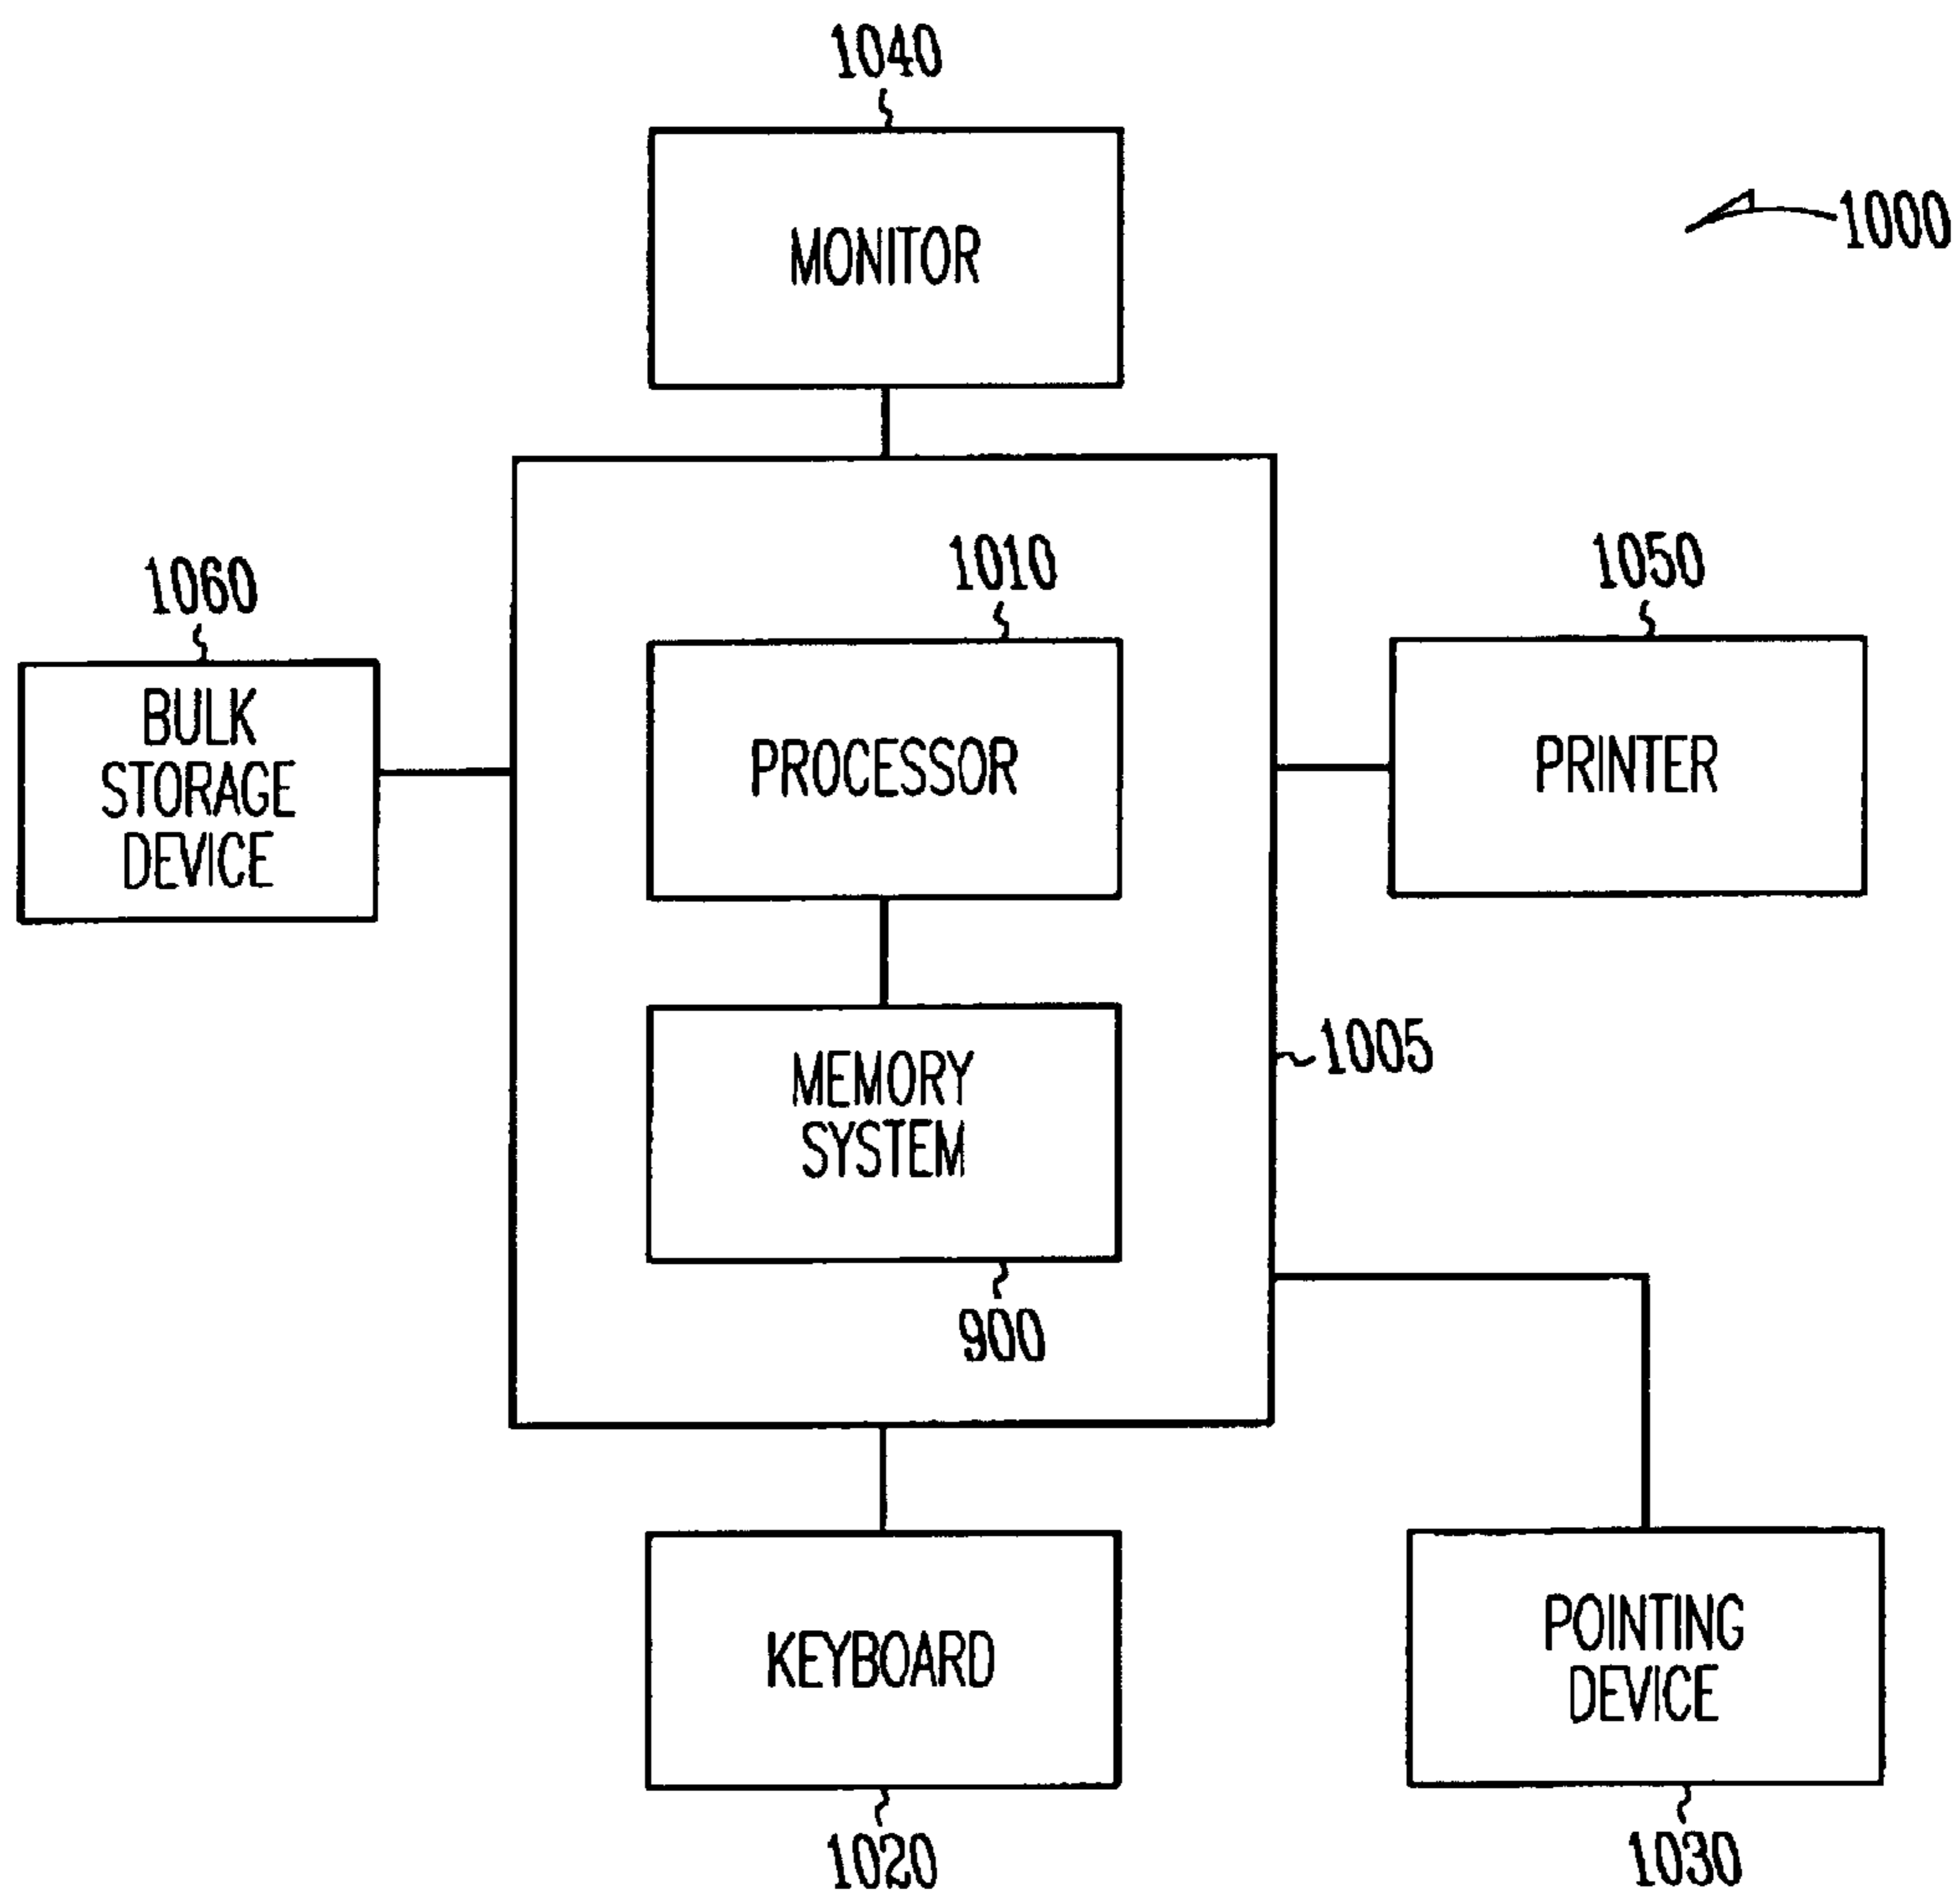 1040
MONITOR
1000
1010
1060
1050
BULK
STORAGE
DEVICE
PROCESSOR
PRINTER
MEMORY
SYSTEM
1005
900
KEYBOARD
POINTING
DEVICE
1020
1030